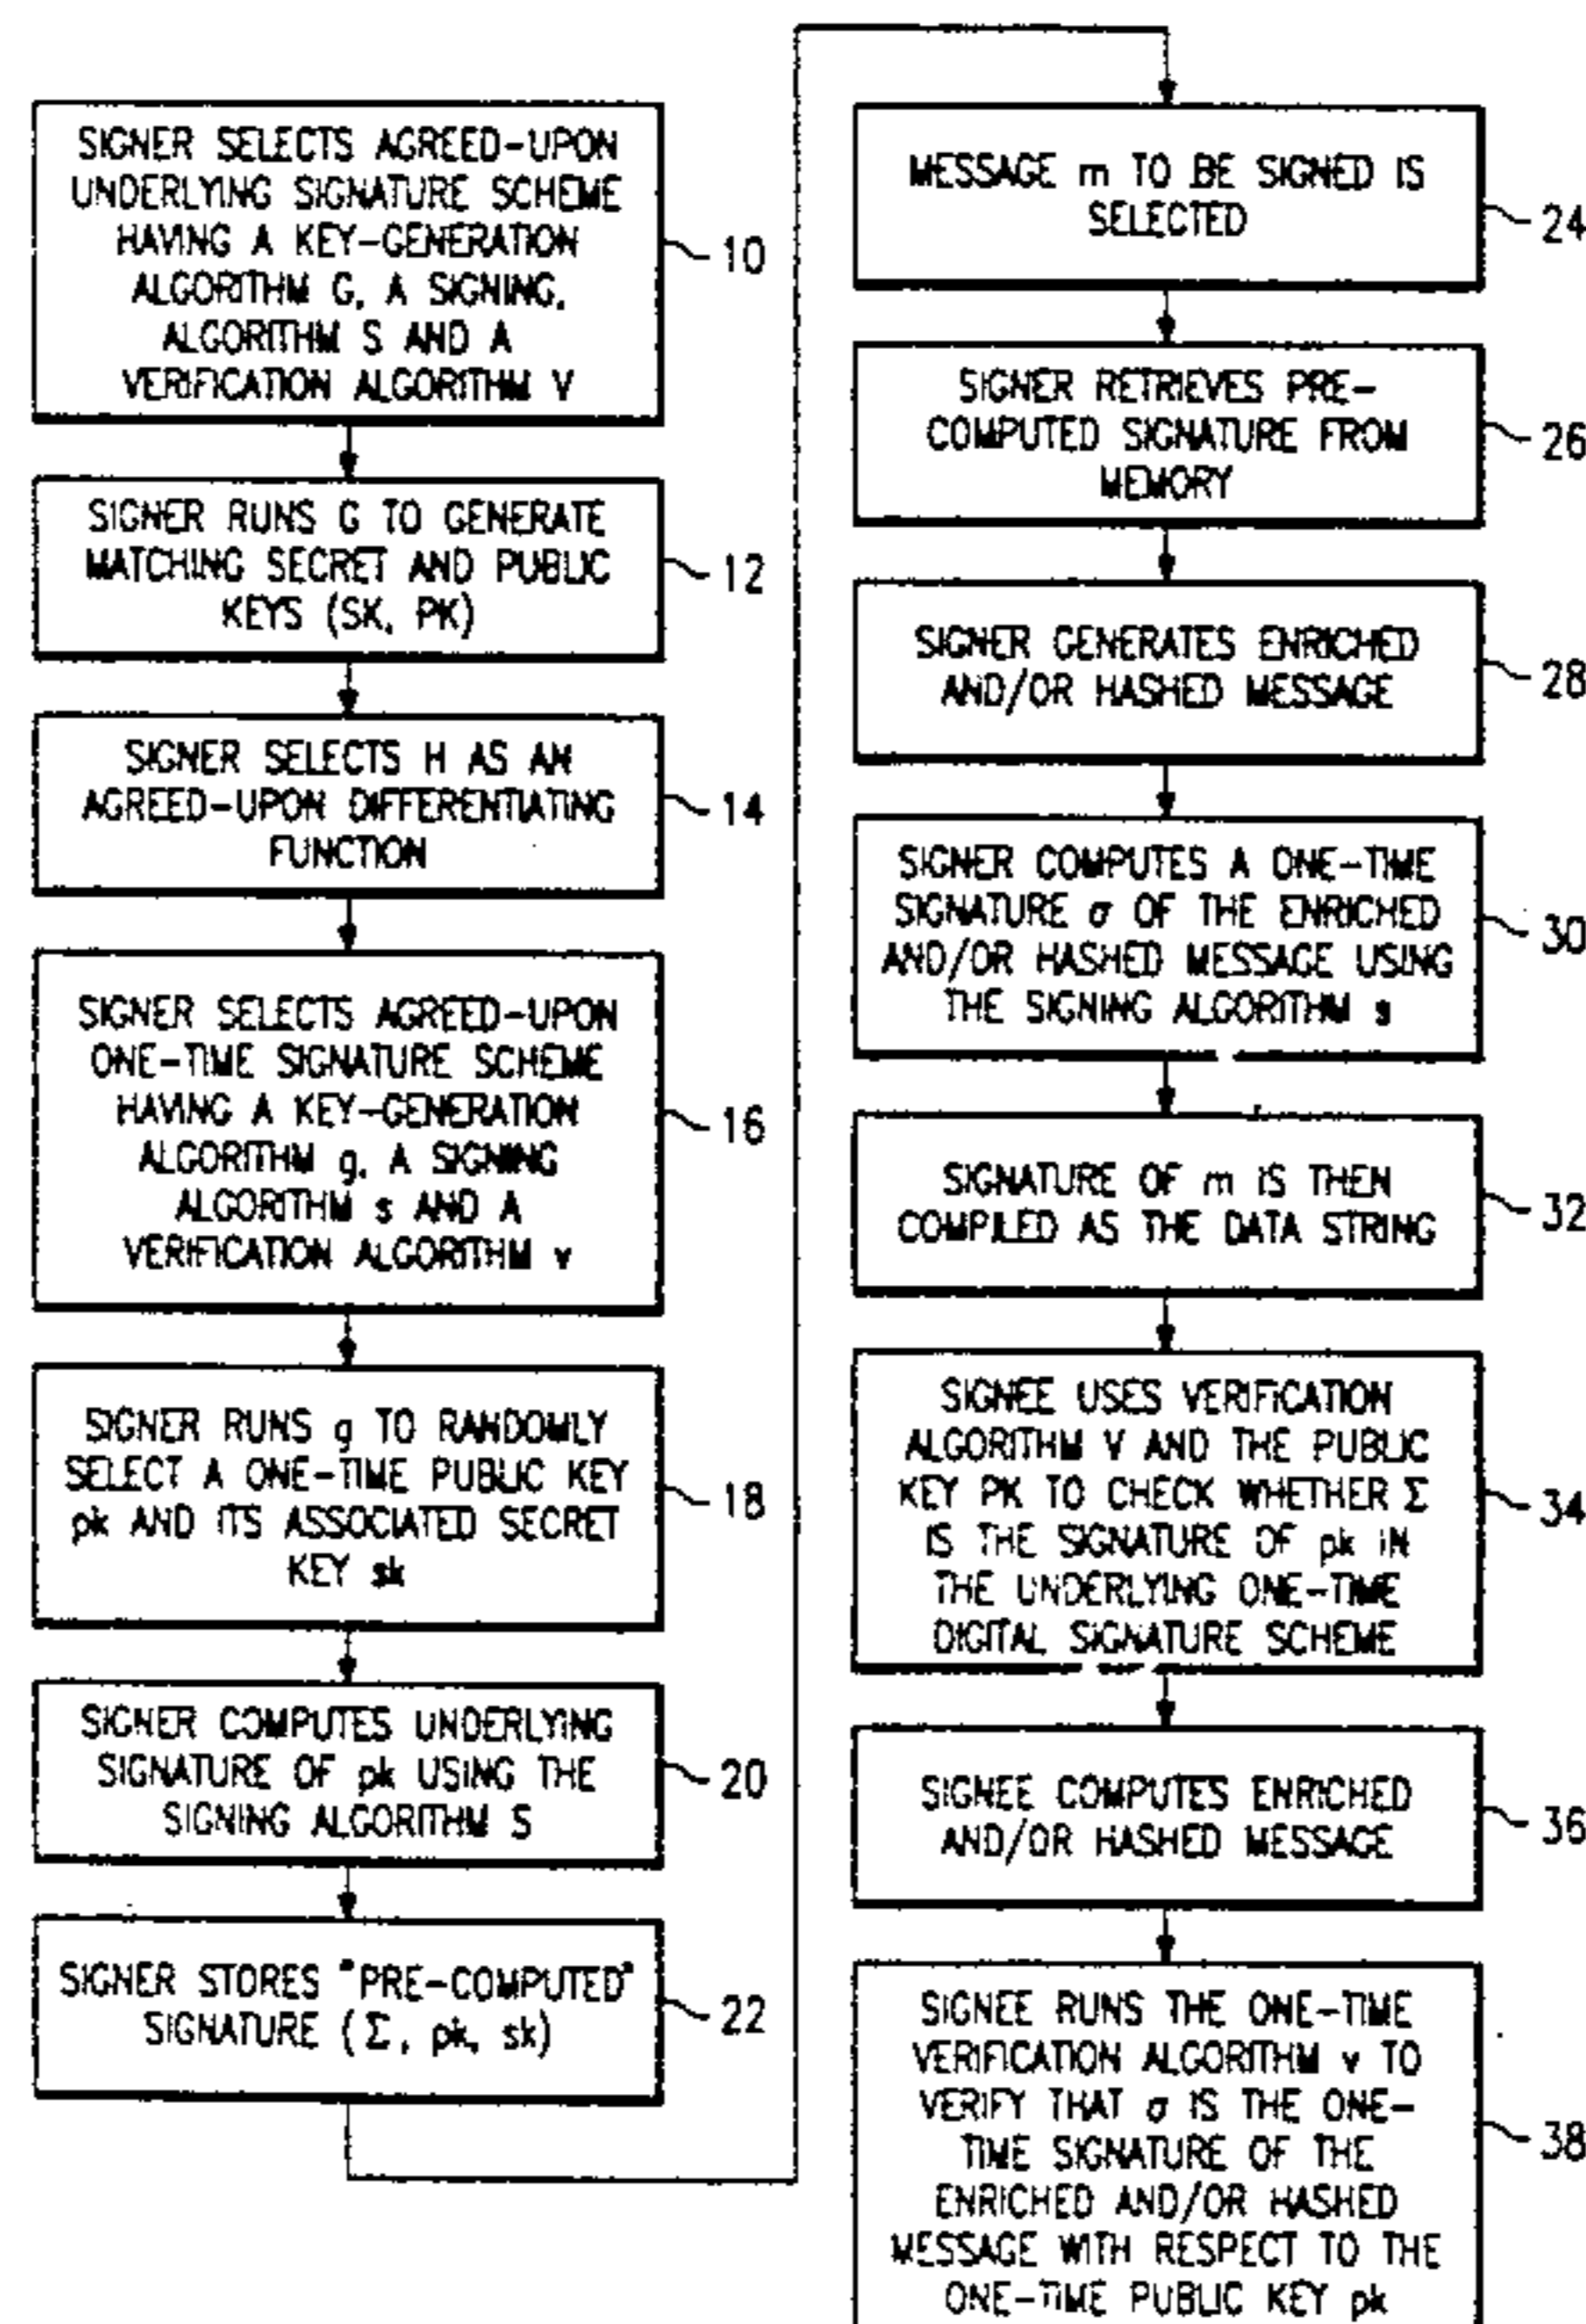 SIGNER SELECTS AGREED-UPON
UNDERLYING SIGNATURE SCHEME
HAVING A KEY-GENERATION
ALGORITHM G, A SIGNING,
ALGORITHM S AND A
VERIFICATION ALGORITHM V
10
SIGNER RUNS G TO GENERATE
MATCHING SECRET AND PUBLIC
KEYS (SK, PK)
12
SIGNER SELECTS H AS AN
AGREED-UPON DIFFERENTIATING
FUNCTION
14
SIGNER SELECTS AGREED-UPON
ONE-TIME SIGNATURE SCHEME
HAVING A KEY-GENERATION
ALGORITHM g, A SIGNING
ALGORITHM s AND A
VERIFICATION ALGORITHM v
16
SIGNER RUNS g TO RANDOMLY
SELECT A ONE-TIME PUBLIC KEY
pk AND ITS ASSOCIATED SECRET
KEY sk
18
SIGNER COMPUTES UNDERLYING
SIGNATURE OF pk USING THE
SIGNING ALGORITHM S
20
SIGNER STORES "PRE-COMPUTED"
SIGNATURE (Σ, pk, sk)
22
MESSAGE m TO BE SIGNED IS
SELECTED
24
SIGNER RETRIEVES PRE-
COMPUTED SIGNATURE FROM
MEMORY
26
SIGNER GENERATES ENRICHED
AND/OR HASHED MESSAGE
28
SIGNER COMPUTES A ONE-TIME
SIGNATURE σ OF THE ENRICHED
AND/OR HASHED MESSAGE USING
THE SIGNING ALGORITHM s
30
SIGNATURE OF m IS THEN
COMPILED AS THE DATA STRING
32
SIGNEE USES VERIFICATION
ALGORITHM V AND THE PUBLIC
KEY PK TO CHECK WHETHER Σ
IS THE SIGNATURE OF pk IN
THE UNDERLYING ONE-TIME
DIGITAL SIGNATURE SCHEME
34
SIGNEE COMPUTES ENRICHED
AND/OR HASHED MESSAGE
36
SIGNEE RUNS THE ONE-TIME
VERIFICATION ALGORITHM v TO
VERIFY THAT σ IS THE ONE-
TIME SIGNATURE OF THE
ENRICHED AND/OR HASHED
MESSAGE WITH RESPECT TO THE
ONE-TIME PUBLIC KEY pk
38